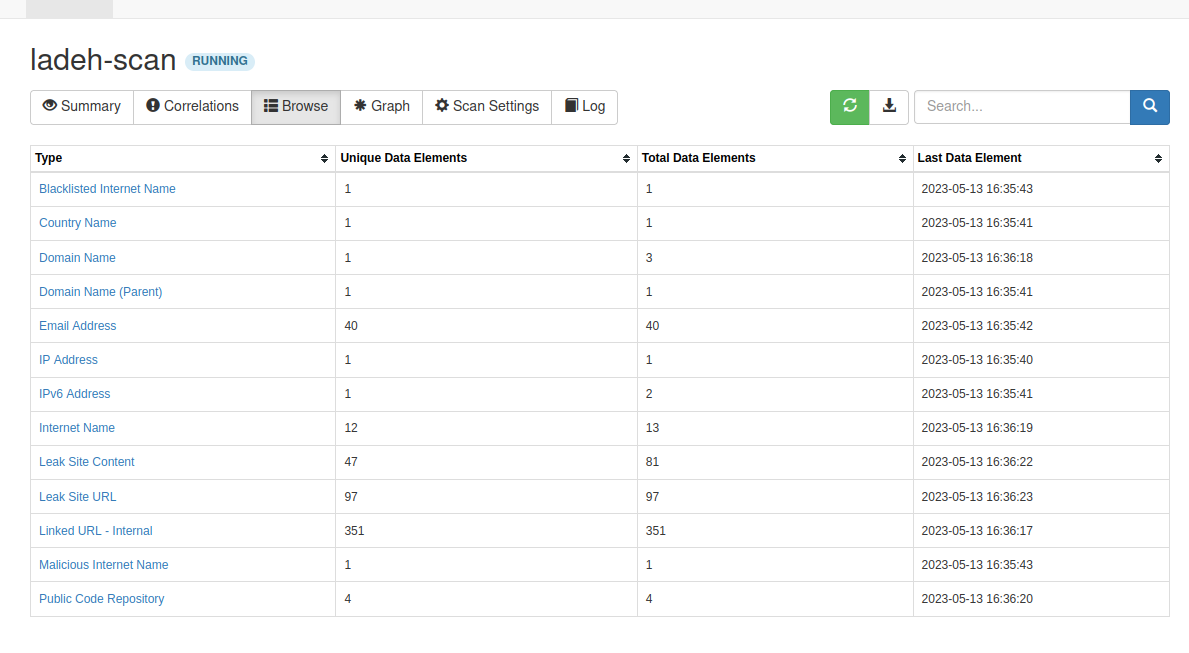 ladeh-scan RUNNING
Summary Correlations Browse Graph Scan Settings Log Search...
Type Unique Data Elements Total Data Elements Last Data Element
Blacklisted Internet Name 1 1 2023-05-13 16:35:43
Country Name 1 1 2023-05-13 16:35:41
Domain Name 1 3 2023-05-13 16:36:18
Domain Name (Parent) 1 1 2023-05-13 16:35:41
Email Address 40 40 2023-05-13 16:35:42
IP Address 1 1 2023-05-13 16:35:40
IPv6 Address 1 2 2023-05-13 16:35:41
Internet Name 12 13 2023-05-13 16:36:19
Leak Site Content 47 81 2023-05-13 16:36:22
Leak Site URL 97 97 2023-05-13 16:36:23
Linked URL - Internal 351 351 2023-05-13 16:36:17
Malicious Internet Name 1 1 2023-05-13 16:35:43
Public Code Repository 4 4 2023-05-13 16:36:20